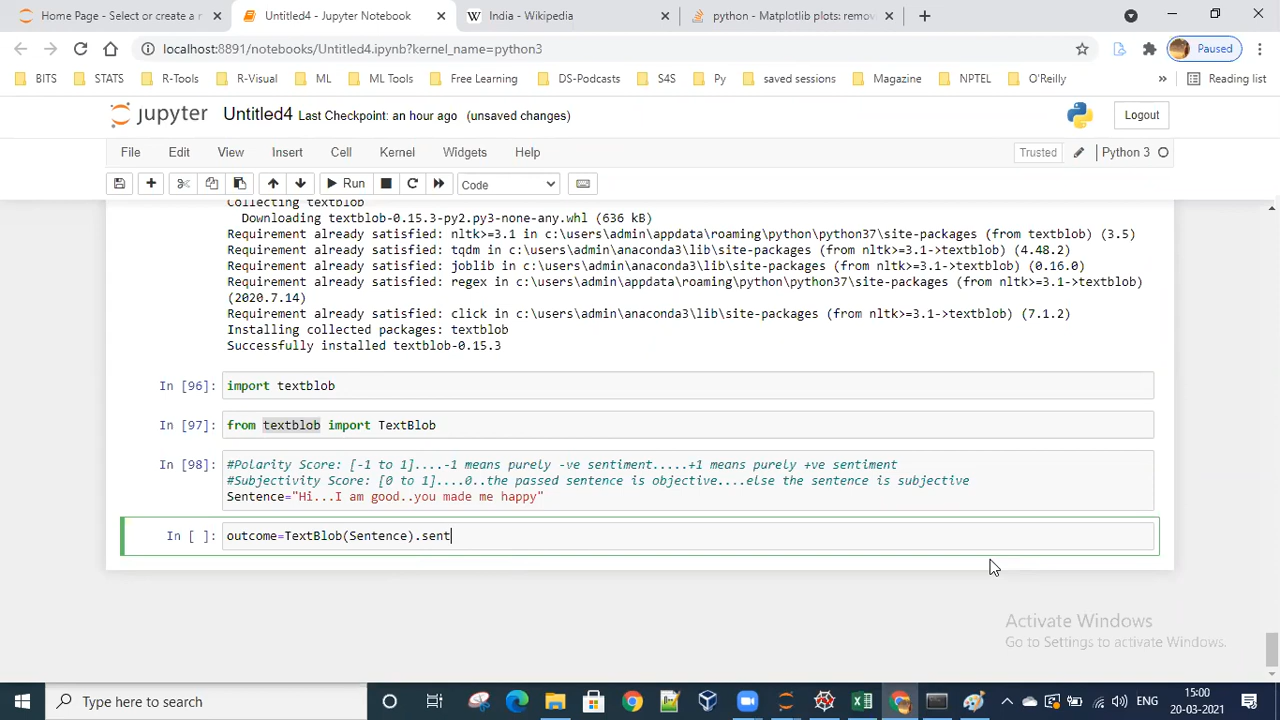 Home Page - Select or create a n
Untitled4 - Jupyter Notebook
India - Wikipedia
python - Matplotlib plots: remov
localhost:8891/notebooks/Untitled4.ipynb?kernel_name=python3
Paused
BITS STATS R-Tools R-Visual ML ML Tools Free Learning DS-Podcasts S4S Py saved sessions Magazine NPTEL O'Reilly » Reading list
jupyter Untitled4 Last Checkpoint: an hour ago (unsaved changes) Logout
File Edit View Insert Cell Kernel Widgets Help Trusted Python 3
Run Code
Collecting textblob
Downloading textblob-0.15.3-py2.py3-none-any.whl (636 kB)
Requirement already satisfied: nltk>=3.1 in c:\users\admin\appdata\roaming\python\python37\site-packages (from textblob) (3.5)
Requirement already satisfied: tqdm in c:\users\admin\anaconda3\lib\site-packages (from nltk>=3.1->textblob) (4.48.2)
Requirement already satisfied: joblib in c:\users\admin\anaconda3\lib\site-packages (from nltk>=3.1->textblob) (0.16.0)
Requirement already satisfied: regex in c:\users\admin\appdata\roaming\python\python37\site-packages (from nltk>=3.1->textblob)
(2020.7.14)
Requirement already satisfied: click in c:\users\admin\anaconda3\lib\site-packages (from nltk>=3.1->textblob) (7.1.2)
Installing collected packages: textblob
Successfully installed textblob-0.15.3
In [96]: import textblob
In [97]: from textblob import TextBlob
In [98]: #Polarity Score: [-1 to 1]....-1 means purely -ve sentiment.....+1 means purely +ve sentiment
#Subjectivity Score: [0 to 1]....0..the passed sentence is objective....else the sentence is subjective
Sentence="Hi...I am good..you made me happy"
In [ ]: outcome=TextBlob(Sentence).sent
Activate Windows
Go to Settings to activate Windows.
Type here to search
ENG
15:00
20-03-2021